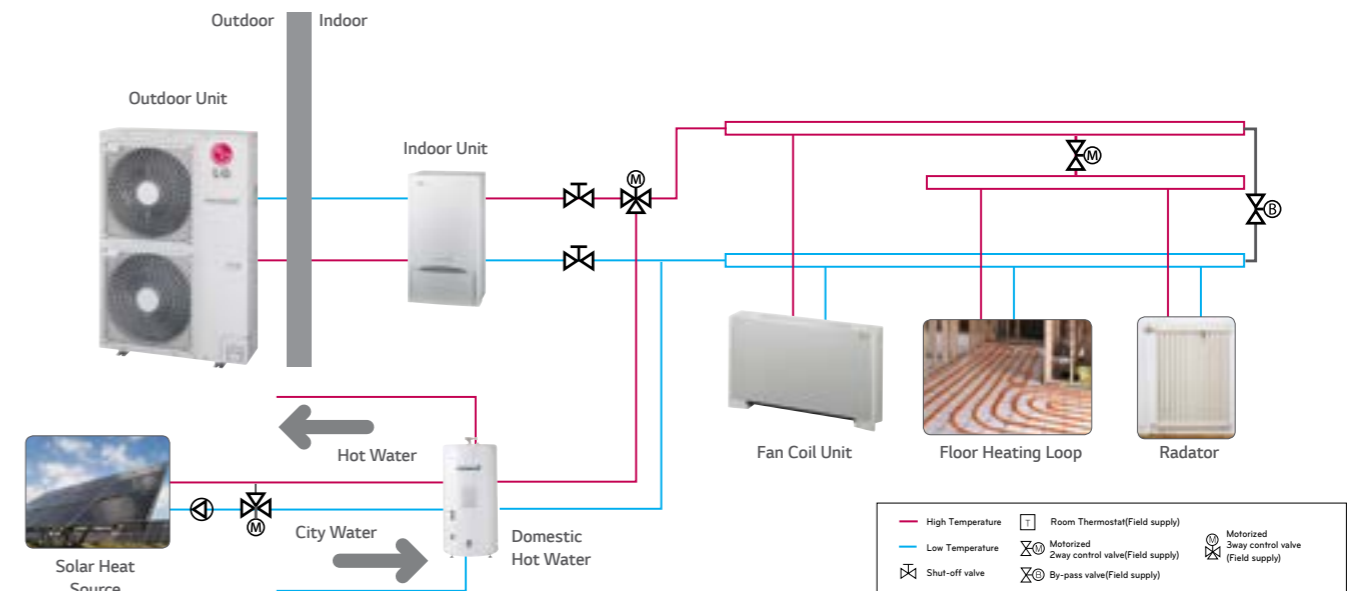 Outdoor
Indoor
Outdoor Unit
LG
Indoor Unit
M
M
B
Fan Coil Unit
Floor Heating Loop
Radator
Hot Water
City Water
M
Domestic
Hot Water
Solar Heat
Source
High Temperature
Low Temperature
Shut-off valve
T
Room Thermostat(Field supply)
M
Motorized
2way control valve(Field supply)
B
By-pass valve(Field supply)
M
Motorized
3way control valve
(Field supply)